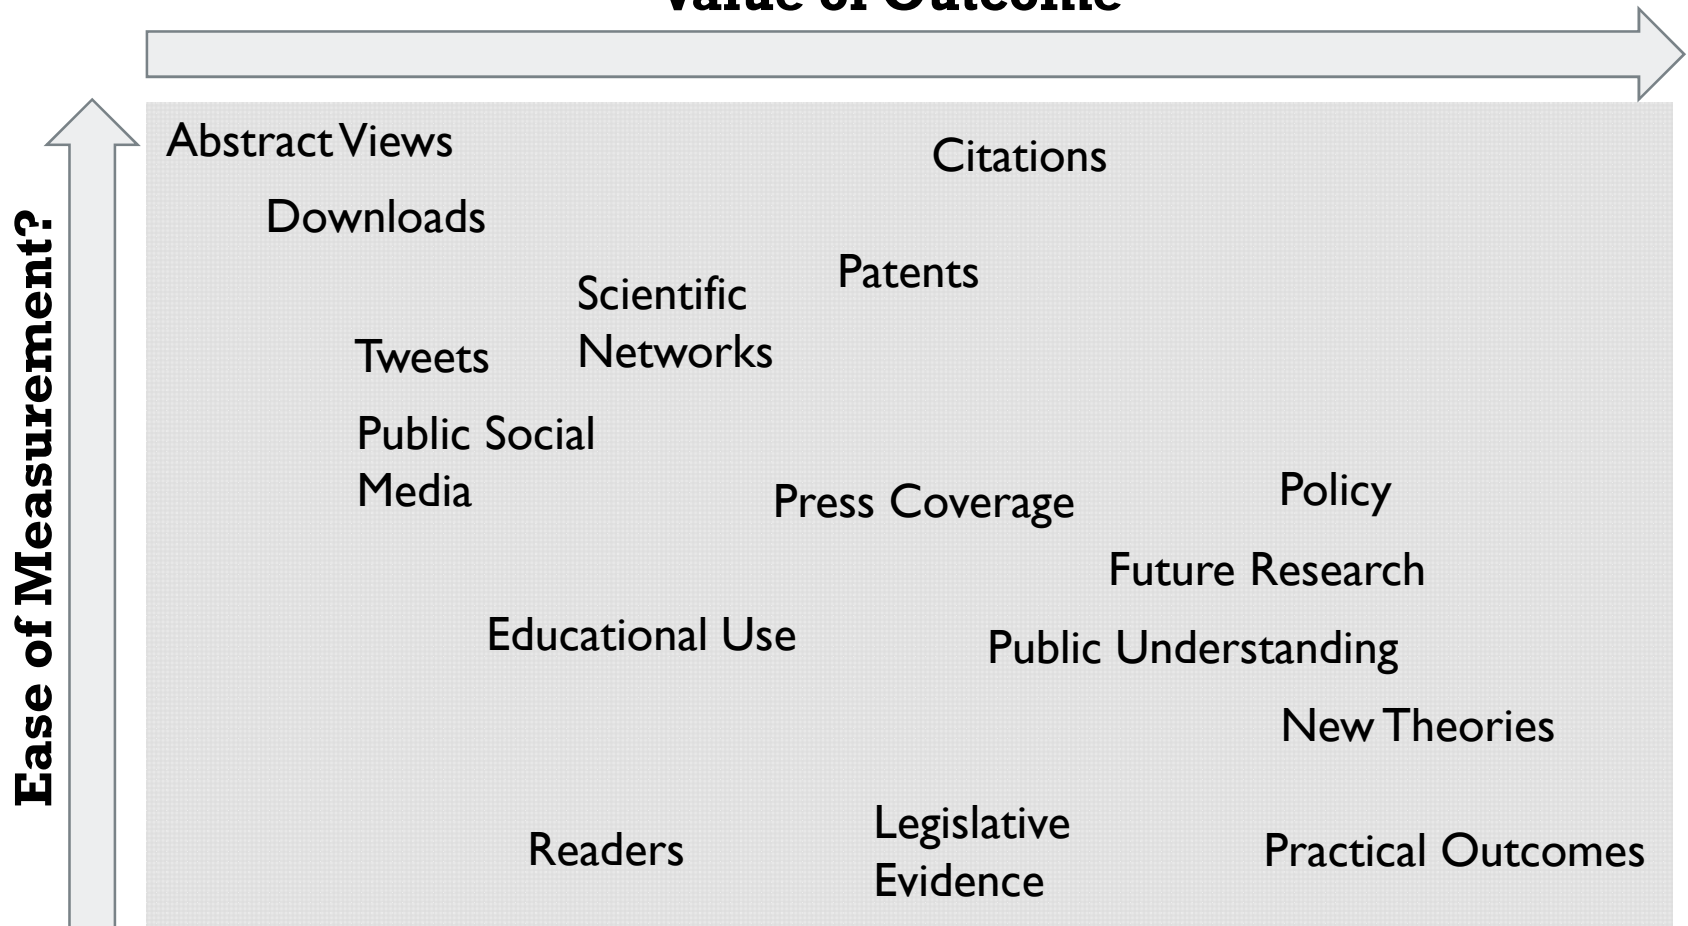 Value of Outcome
Ease of Measurement?
Abstract Views
Citations
Downloads
Patents
Scientific
Networks
Tweets
Public Social
Media
Press Coverage
Policy
Future Research
Educational Use
Public Understanding
New Theories
Readers
Legislative
Evidence
Practical Outcomes